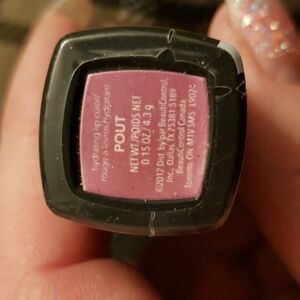 hydrating lip color/
rouge à lèvres hydratant
POUT
NET WT./POIDS NET
0.15 OZ / 4.3 g
©2012 Dist. by/par BeautiControl,
Inc., Dallas, TX 75381 5189
BeautiControl Canada,
Toronto, ON M1V 5M5